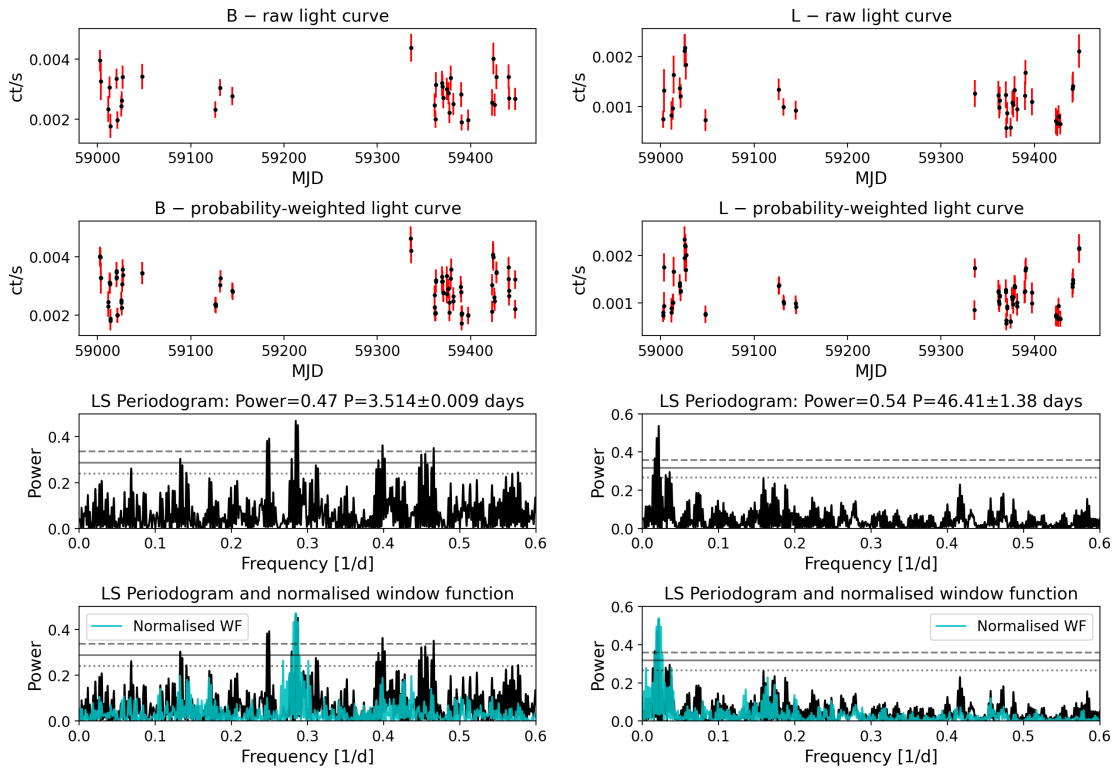 B − raw light curve
L − raw light curve
ct/s
0.004
0.002
59000 59100 59200 59300 59400
MJD
ct/s
0.002
0.001
59000 59100 59200 59300 59400
MJD
B − probability-weighted light curve
L − probability-weighted light curve
ct/s
0.004
0.002
59000 59100 59200 59300 59400
MJD
ct/s
0.002
0.001
59000 59100 59200 59300 59400
MJD
LS Periodogram: Power=0.47 P=3.514±0.009 days
LS Periodogram: Power=0.54 P=46.41±1.38 days
Power
0.4
0.2
0.0
0.0 0.1 0.2 0.3 0.4 0.5 0.6
Frequency [1/d]
Power
0.6
0.4
0.2
0.0
0.0 0.1 0.2 0.3 0.4 0.5 0.6
Frequency [1/d]
LS Periodogram and normalised window function
LS Periodogram and normalised window function
Power
0.4
0.2
0.0
Normalised WF
0.0 0.1 0.2 0.3 0.4 0.5 0.6
Frequency [1/d]
Power
0.6
0.4
0.2
0.0
Normalised WF
0.0 0.1 0.2 0.3 0.4 0.5 0.6
Frequency [1/d]